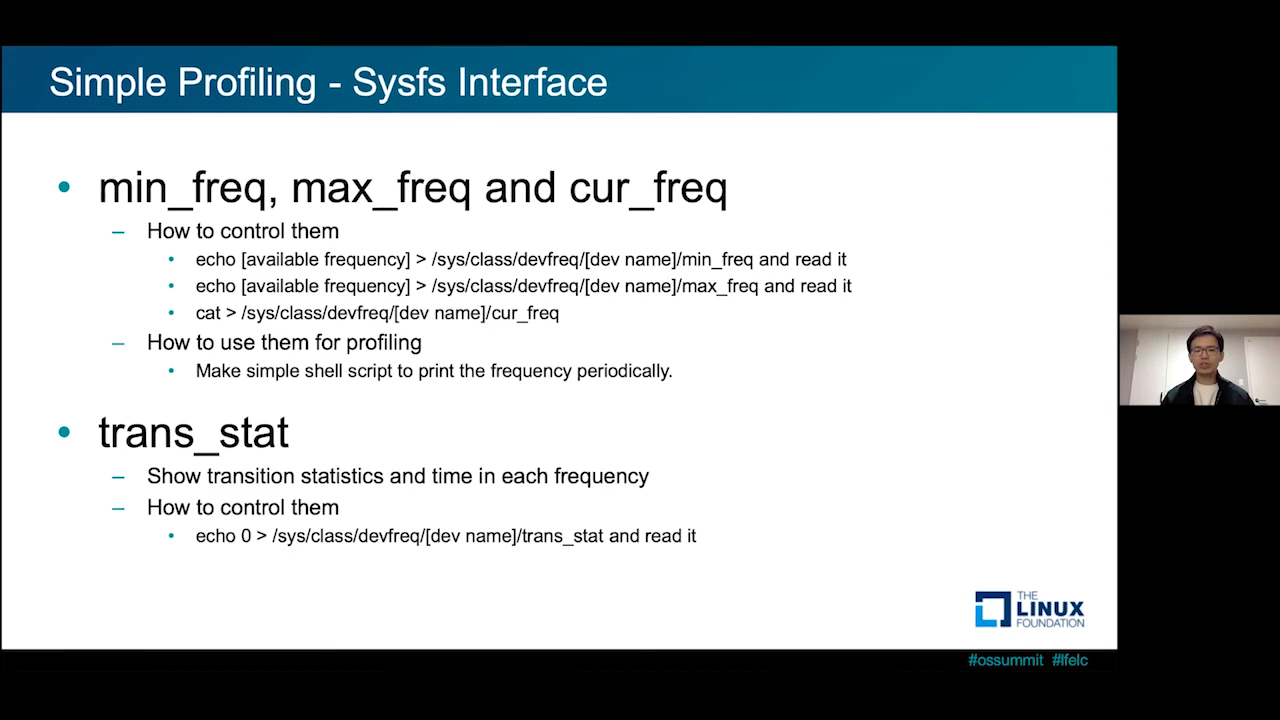 Simple Profiling - Sysfs Interface
• min_freq, max_freq and cur_freq
– How to control them
• echo [available frequency] > /sys/class/devfreq/[dev name]/min_freq and read it
• echo [available frequency] > /sys/class/devfreq/[dev name]/max_freq and read it
• cat > /sys/class/devfreq/[dev name]/cur_freq
– How to use them for profiling
• Make simple shell script to print the frequency periodically.
• trans_stat
– Show transition statistics and time in each frequency
– How to control them
• echo 0 > /sys/class/devfreq/[dev name]/trans_stat and read it
THE
LINUX
FOUNDATION
#ossummit #lfelc